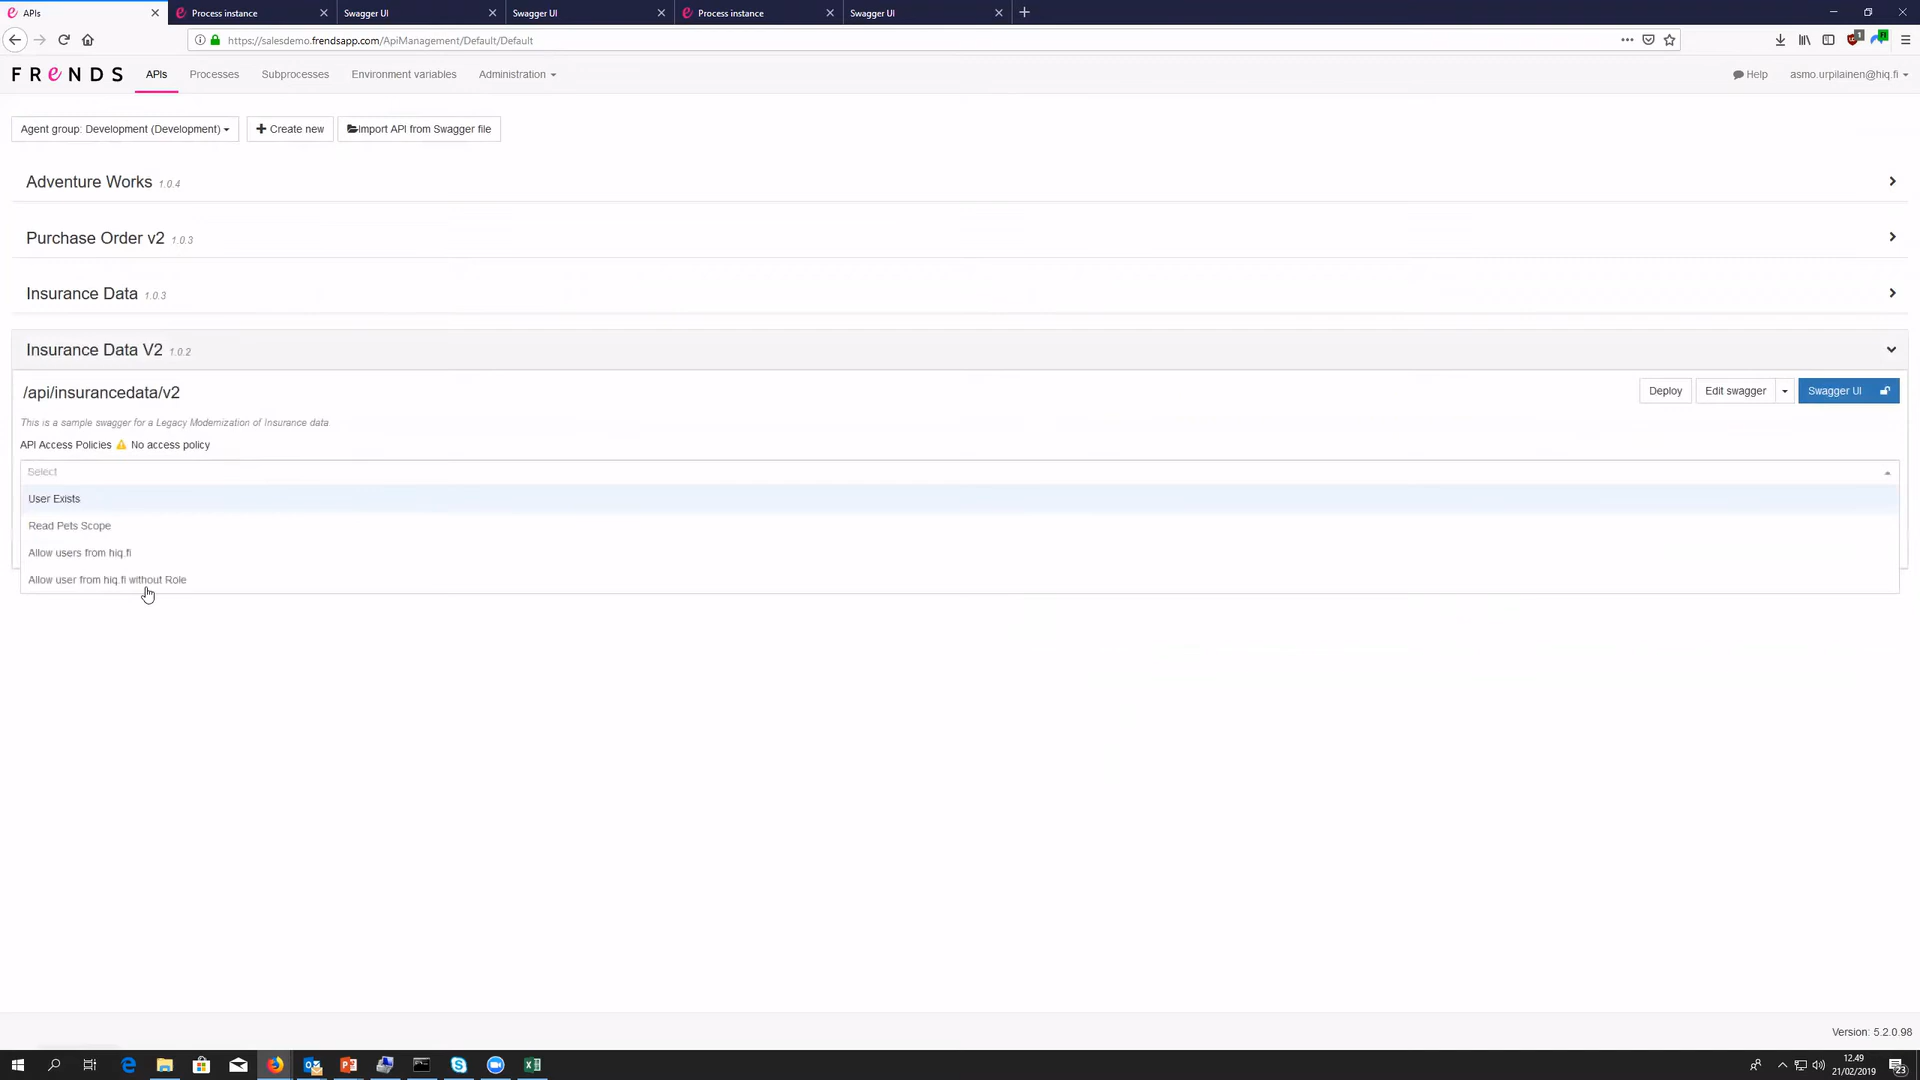 APIs
Process instance
Swagger UI
Swagger UI
Process instance
Swagger UI
https://salesdemo.frendsapp.com/ApiManagement/Default/Default
FReNDS
APIs
Processes
Subprocesses
Environment variables
Administration
Help
asmo.urpilainen@hiq.fi
Agent group: Development (Development)
Create new
Import API from Swagger file
Adventure Works 1.0.4
Purchase Order v2 1.0.3
Insurance Data 1.0.3
Insurance Data V2 1.0.2
/api/insurancedata/v2
Deploy
Edit swagger
Swagger UI
This is a sample swagger for a Legacy Modernization of Insurance data
API Access Policies No access policy
Select
User Exists
Read Pets Scope
Allow users from hiq.fi
Allow user from hiq.fi without Role
Version: 5.2.0.98
12.49
21/02/2019
23